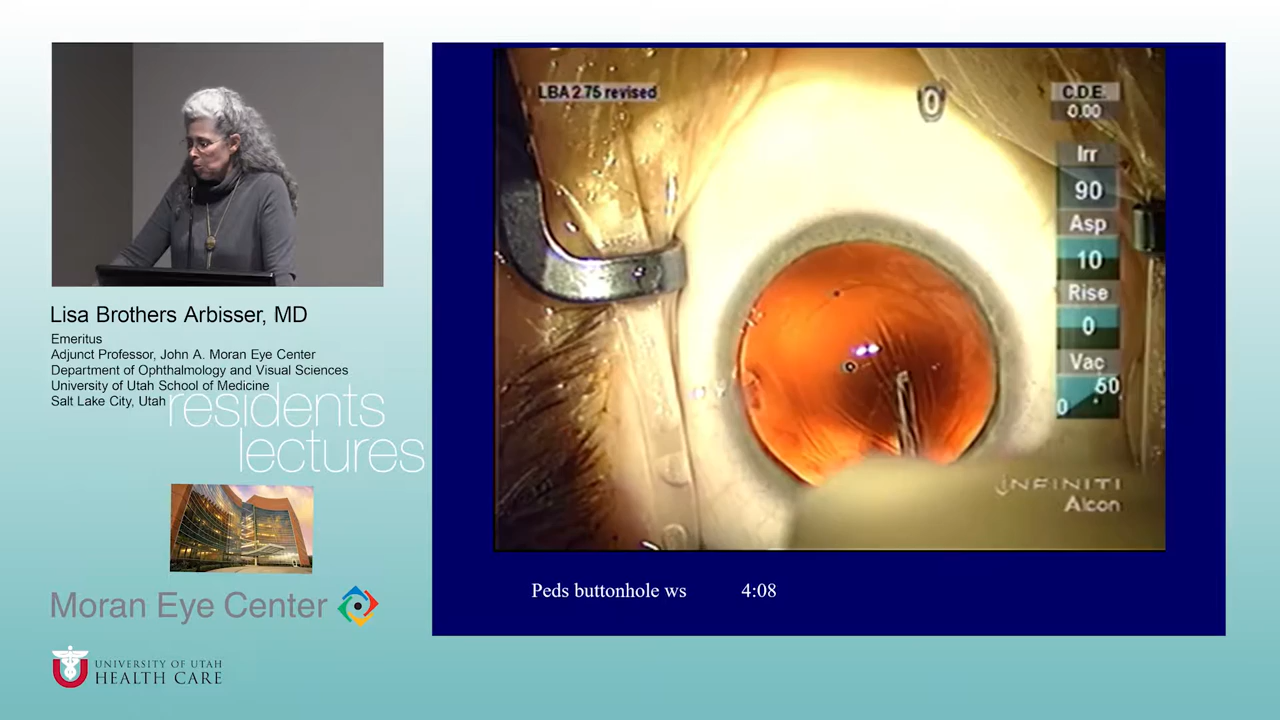 Lisa Brothers Arbisser, MD
Emeritus
Adjunct Professor, John A. Moran Eye Center
Department of Ophthalmology and Visual Sciences
University of Utah School of Medicine
Salt Lake City, Utah
residents
lectures
Moran Eye Center
UNIVERSITY OF UTAH
HEALTH CARE
LBA 2.75 revised
0
C.D.E.
0.00
Irr
90
Asp
10
Rise
0
Vac
50
0
INFINITI
Alcon
Peds buttonhole ws 4:08